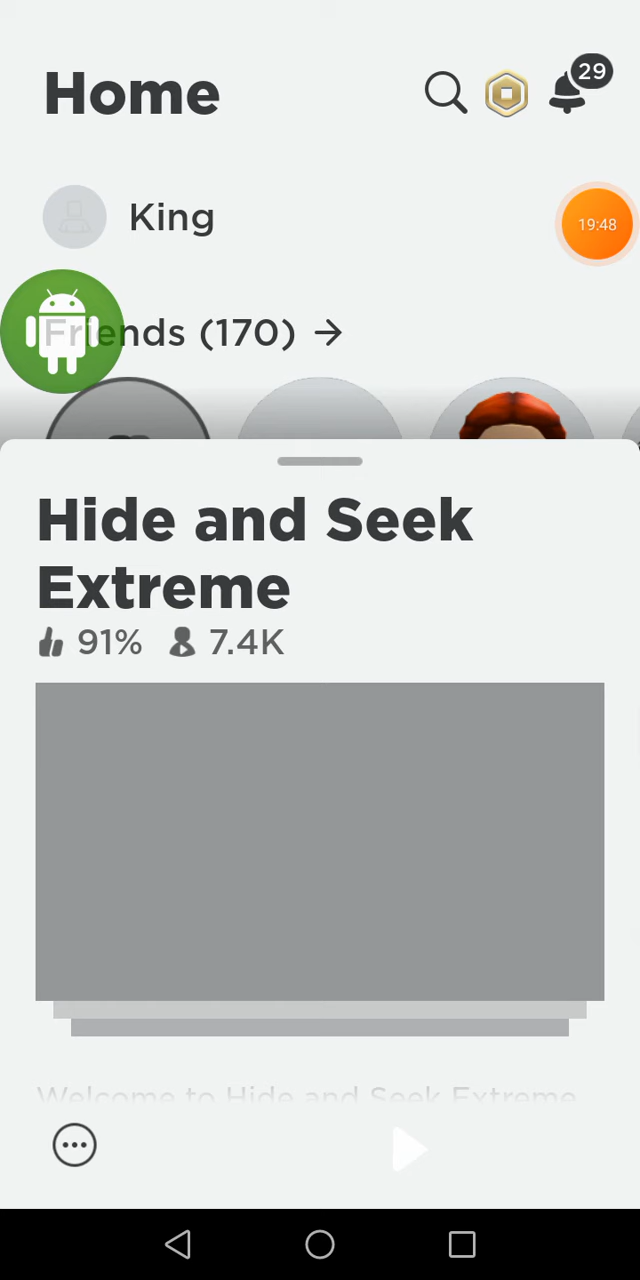 Home
29
King
19:48
Friends (170)
Hide and Seek
Extreme
91% 7.4K
Welcome to Hide and Seek Extreme